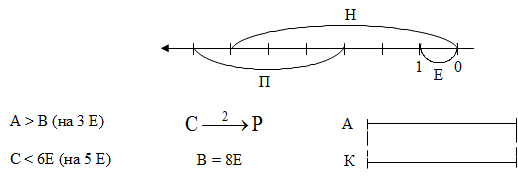 Н
1 0
П Е
А > В (на 3 Е)
С 2 Р
А
С < 6Е (на 5 Е)
В = 8Е
К